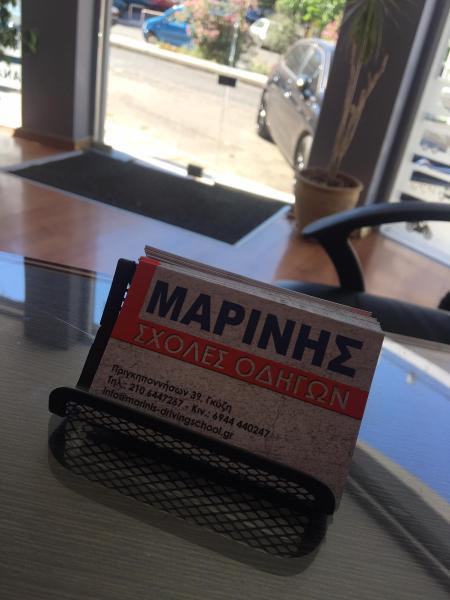 ΜΑΡΙΝΗΣ
ΣΧΟΛΕΣ ΟΔΗΓΩΝ
Πριγκηποννήσων 39, Γκύζη
Τηλ.: 210 6447267 - Κιν.: 6944 440247
info@marinis-drivingschool.gr